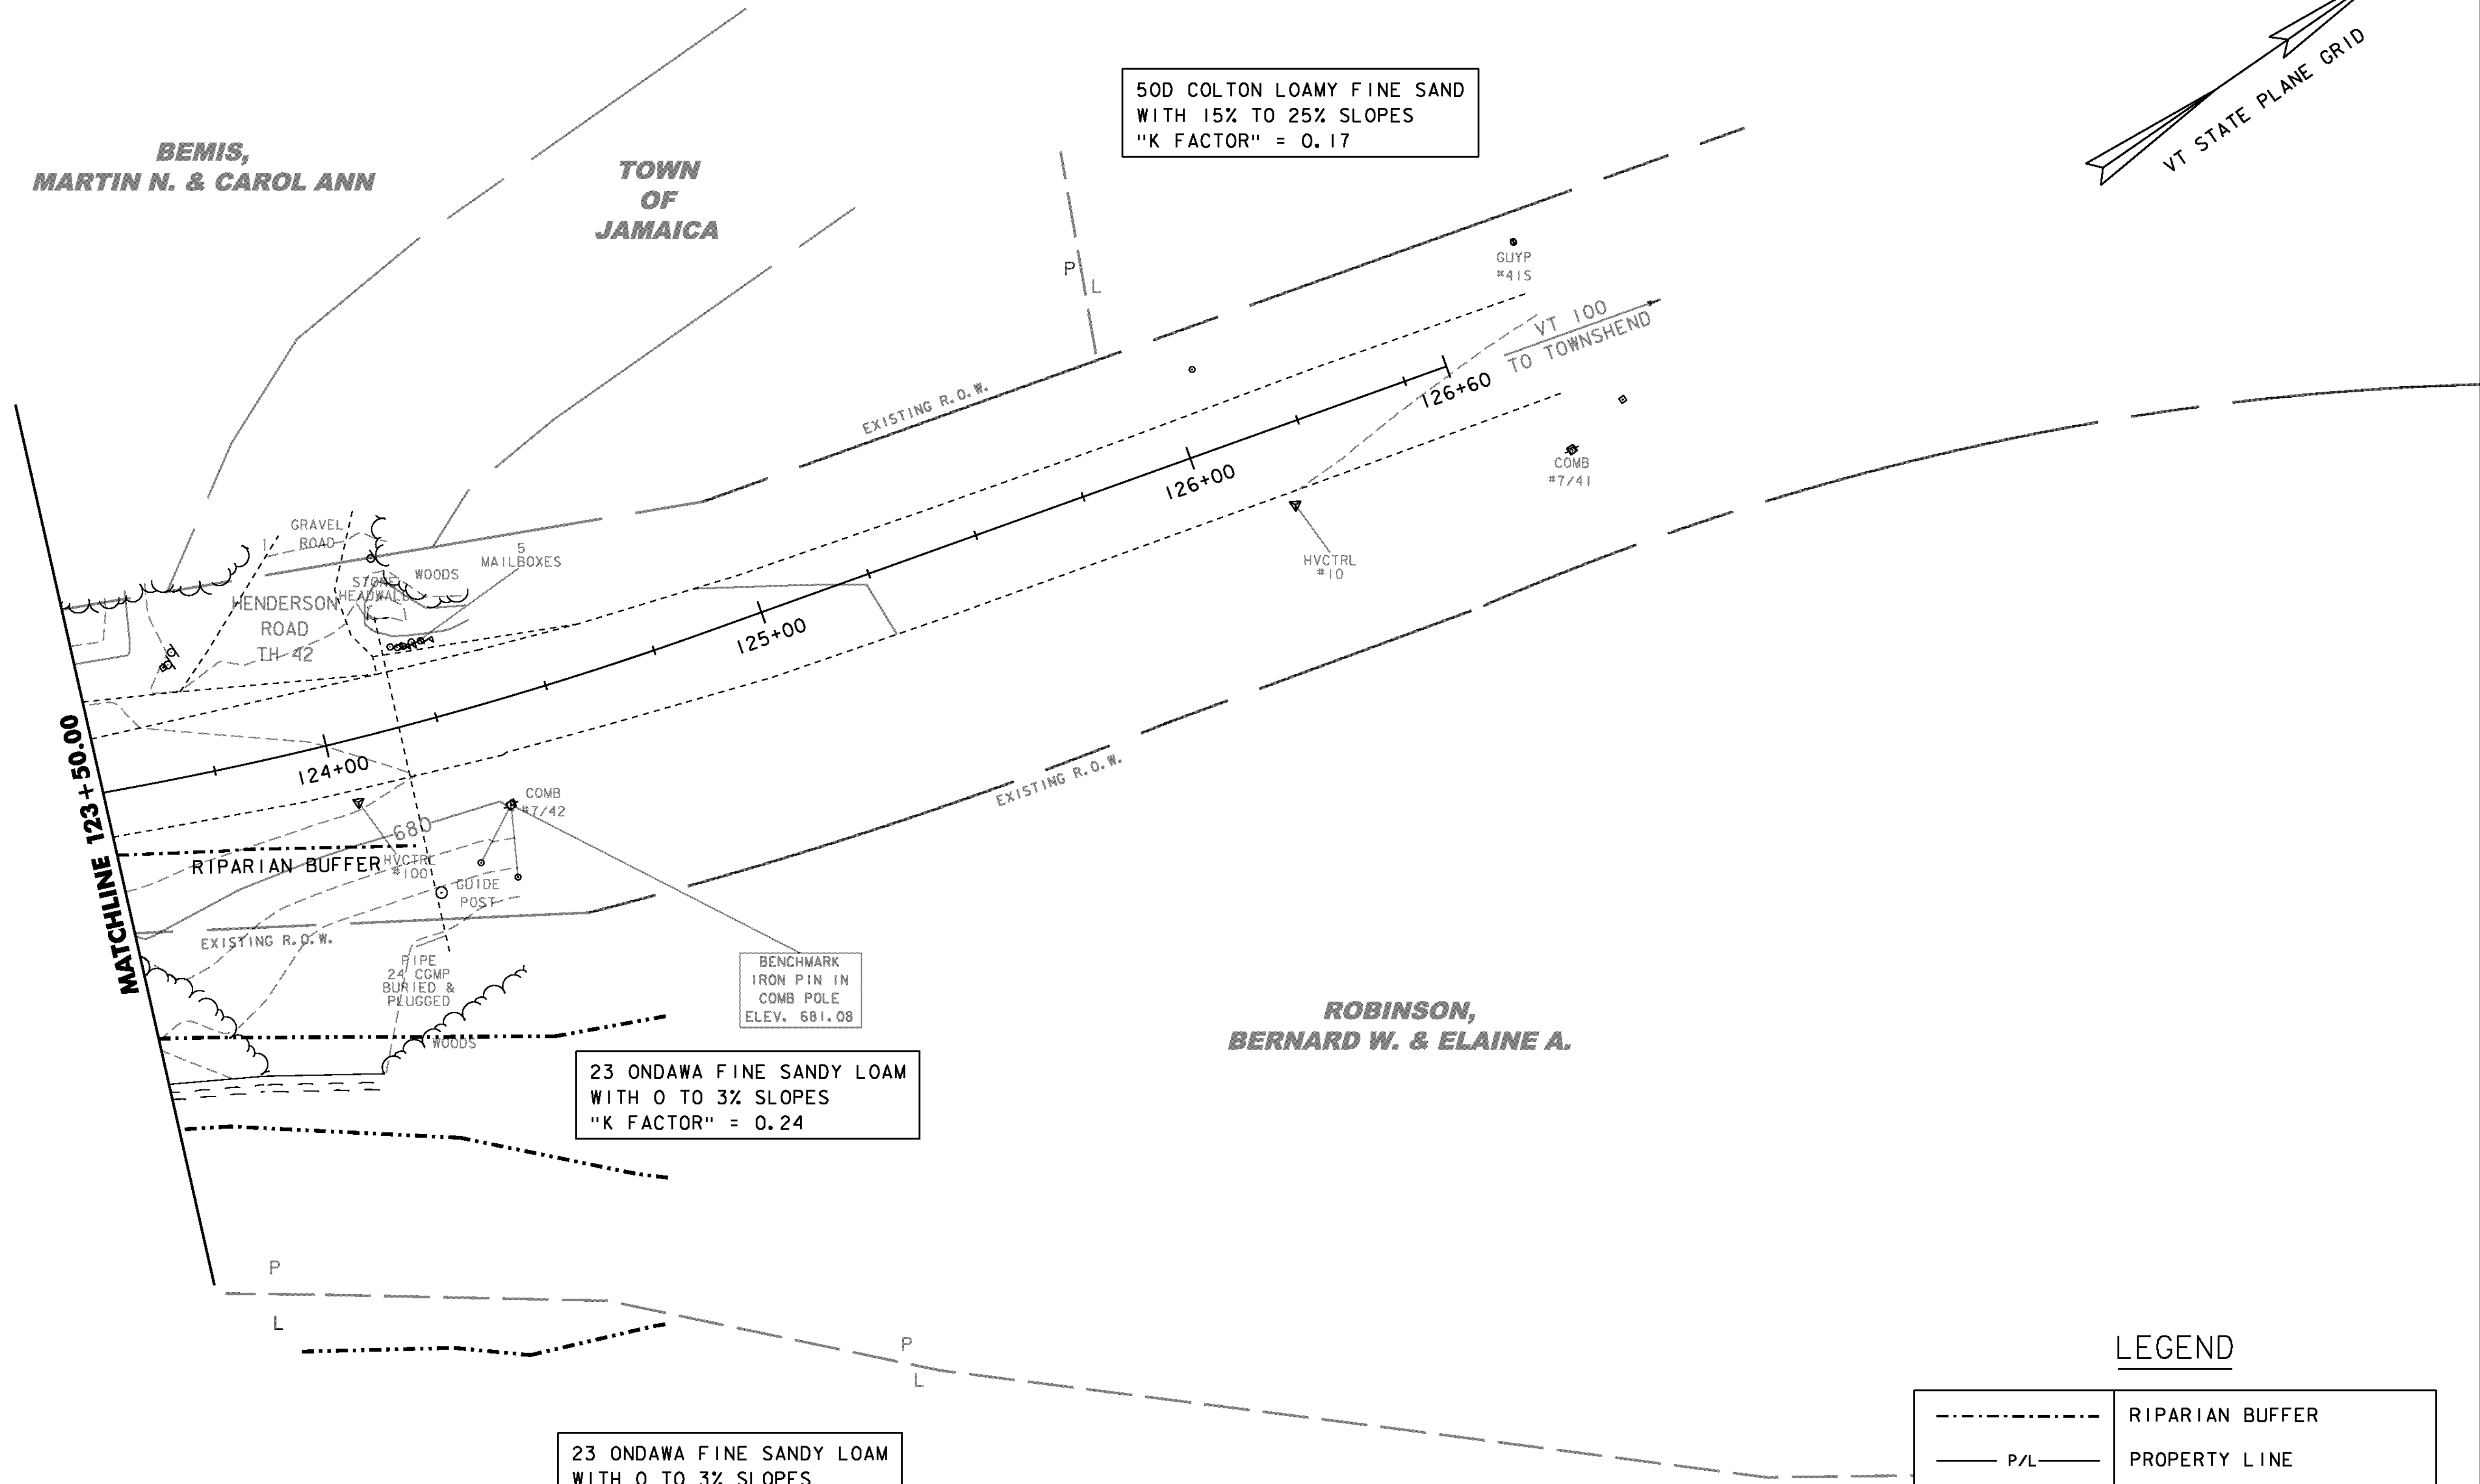 50D COLTON LOAMY FINE SAND
WITH 15% TO 25% SLOPES
"K FACTOR" = 0.17
VT STATE PLANE GRID
BEMIS,
MARTIN N. & CAROL ANN
TOWN
OF
JAMAICA
P
L
GUYP
#41S
VT 100
TO TOWNSHEND
EXISTING R.O.W.
126+60
126+00
COMB
#7/41
HVCTRL
#10
GRAVEL
ROAD
5
MAILBOXES
STONE
HEADWALL
WOODS
HENDERSON
ROAD
TH 42
125+00
124+00
MATCHLINE 123+50.00
COMB
#7/42
680
RIPARIAN BUFFER
HVCTRL
#100
GUIDE
POST
EXISTING R.O.W.
EXISTING R.O.W.
PIPE
24 CGMP
BURIED &
PLUGGED
BENCHMARK
IRON PIN IN
COMB POLE
ELEV. 681.08
WOODS
ROBINSON,
BERNARD W. & ELAINE A.
23 ONDAWA FINE SANDY LOAM
WITH 0 TO 3% SLOPES
"K FACTOR" = 0.24
P
L
P
L
LEGEND
RIPARIAN BUFFER
P/L PROPERTY LINE
23 ONDAWA FINE SANDY LOAM
WITH 0 TO 3% SLOPES